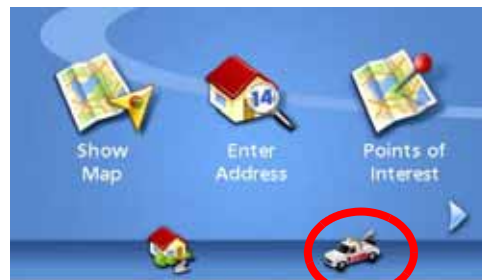 14
Show
Map
Enter
Address
Points of
Interest